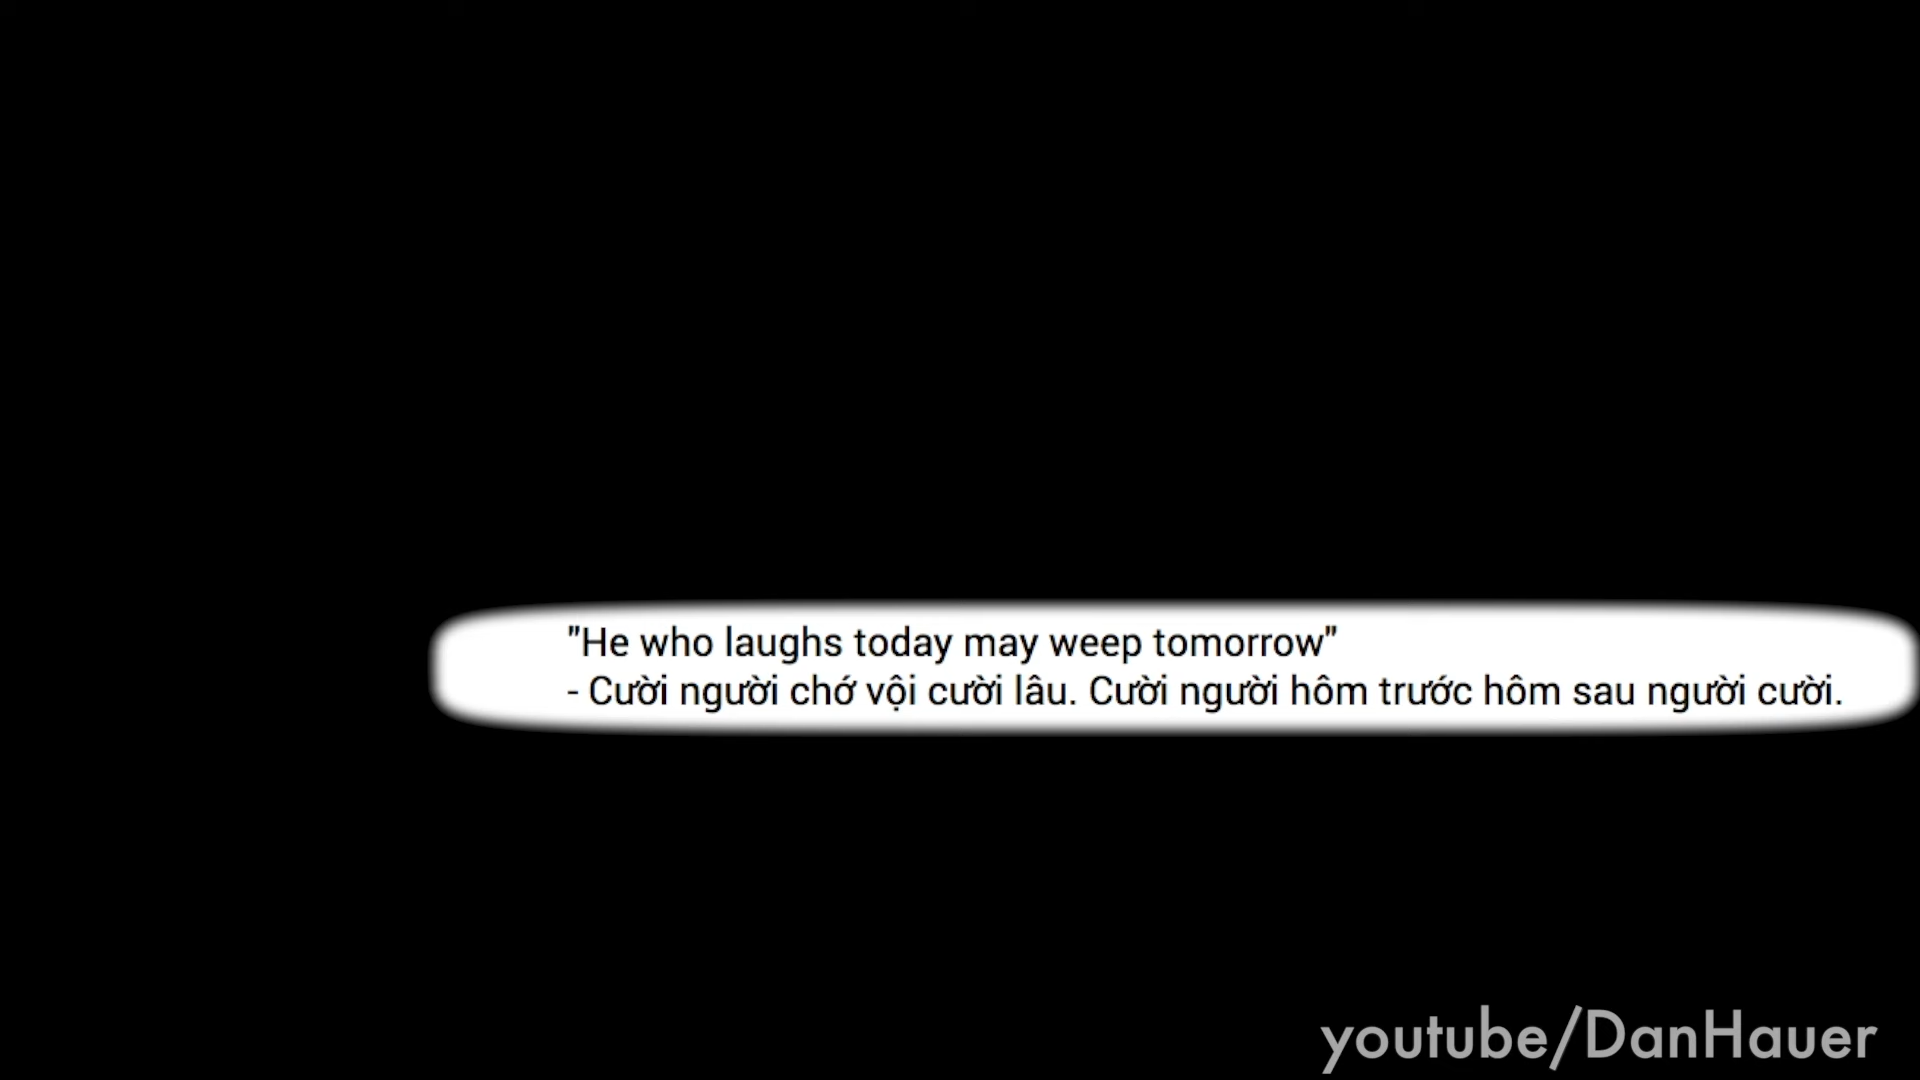 "He who laughs today may weep tomorrow"
- Cười người chớ vội cười lâu. Cười người hôm trước hôm sau người cười.
youtube/DanHauer